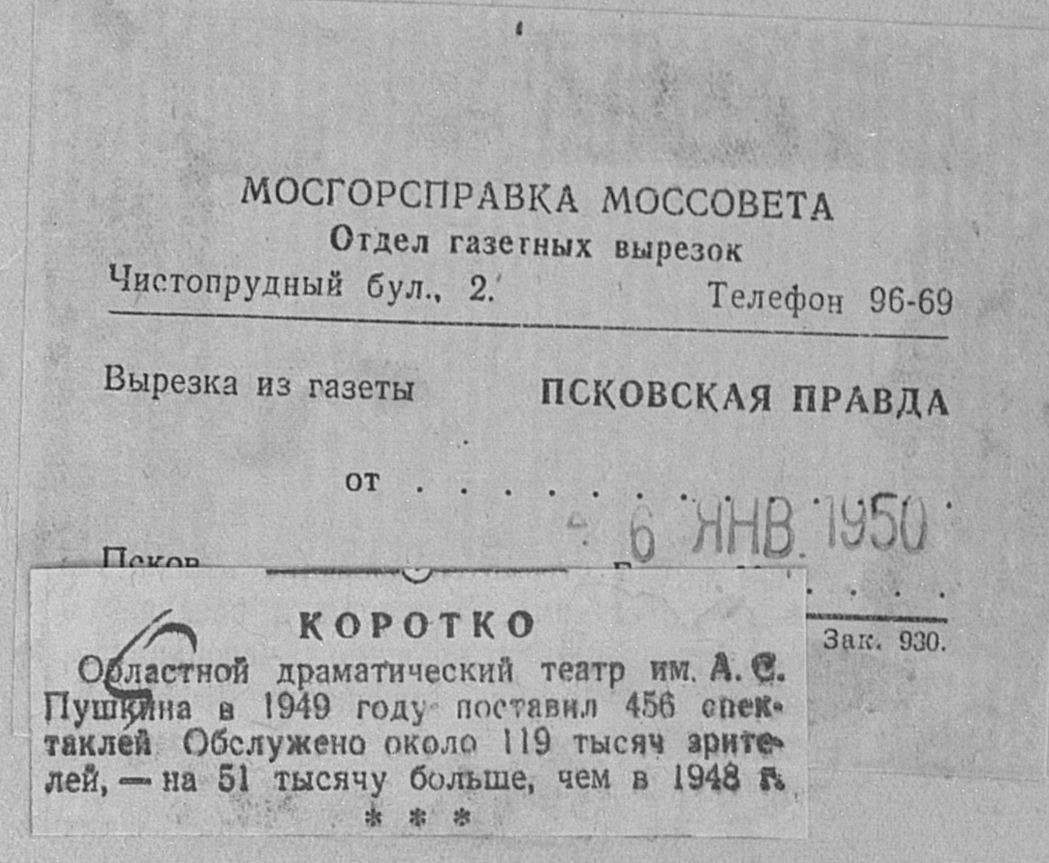 МОСГОРСПРАВКА МОССОВЕТА
Отдел газетных вырезок
Чистопрудный бул., 2. Телефон 96-69
Вырезка из газеты ПСКОВСКАЯ ПРАВДА
от . . . . . . . . . . . . .
6 ЯНВ. 1950
Псков
Зак. 930.
КОРОТКО
Областной драматический театр им. А. С.
Пушкина в 1949 году поставил 456 спек-
таклей. Обслужено около 119 тысяч зрите-
лей, — на 51 тысячу больше, чем в 1948 г.
* * *